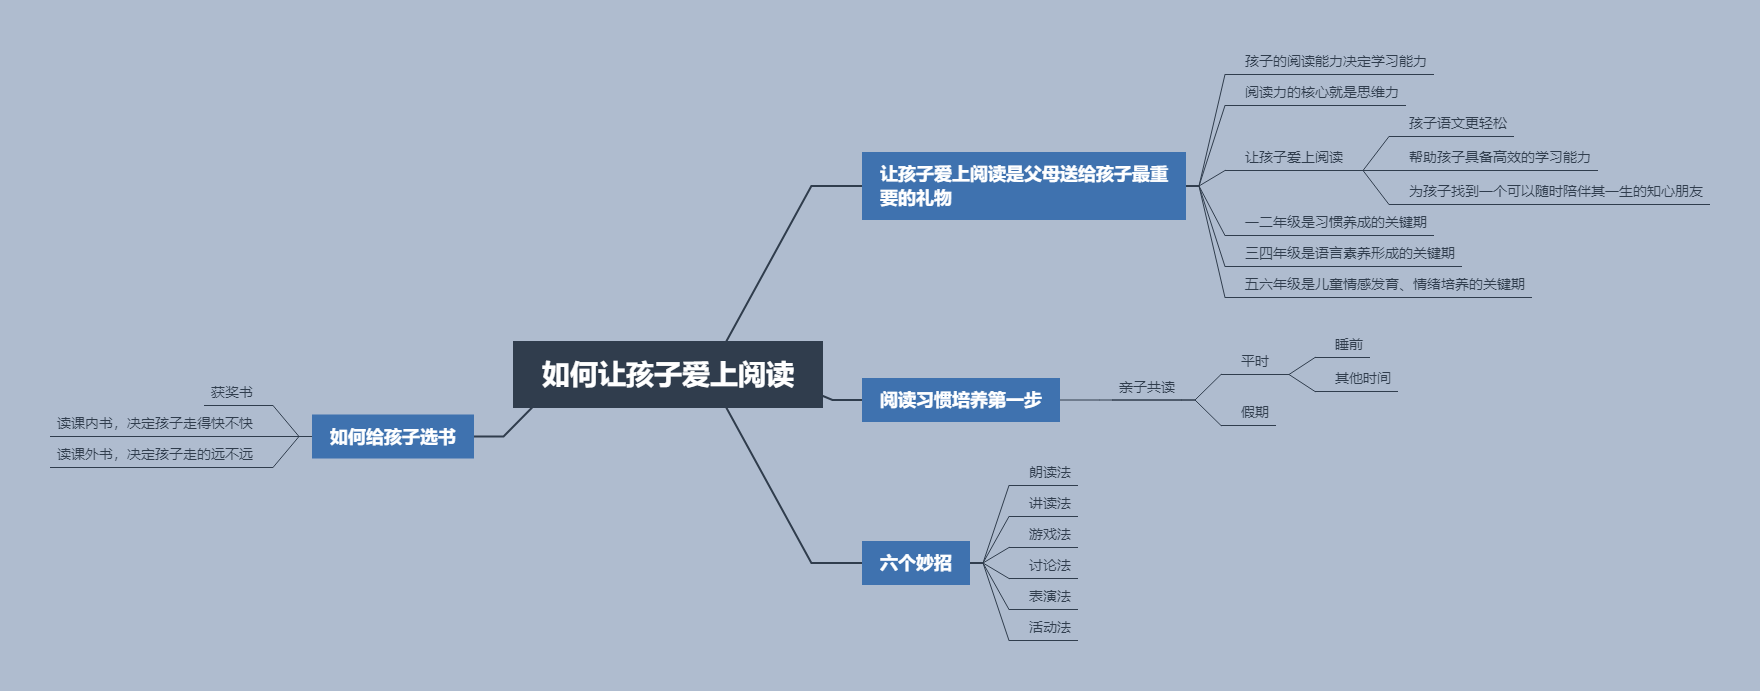 如何让孩子爱上阅读
让孩子爱上阅读是父母送给孩子最重
要的礼物
孩子的阅读能力决定学习能力
阅读力的核心就是思维力
让孩子爱上阅读
孩子语文更轻松
帮助孩子具备高效的学习能力
为孩子找到一个可以随时陪伴其一生的知心朋友
一二年级是习惯养成的关键期
三四年级是语言素养形成的关键期
五六年级是儿童情感发育、情绪培养的关键期
阅读习惯培养第一步
亲子共读
平时
睡前
其他时间
假期
六个妙招
朗读法
讲读法
游戏法
讨论法
表演法
活动法
如何给孩子选书
获奖书
读课内书，决定孩子走得快不快
读课外书，决定孩子走的远不远